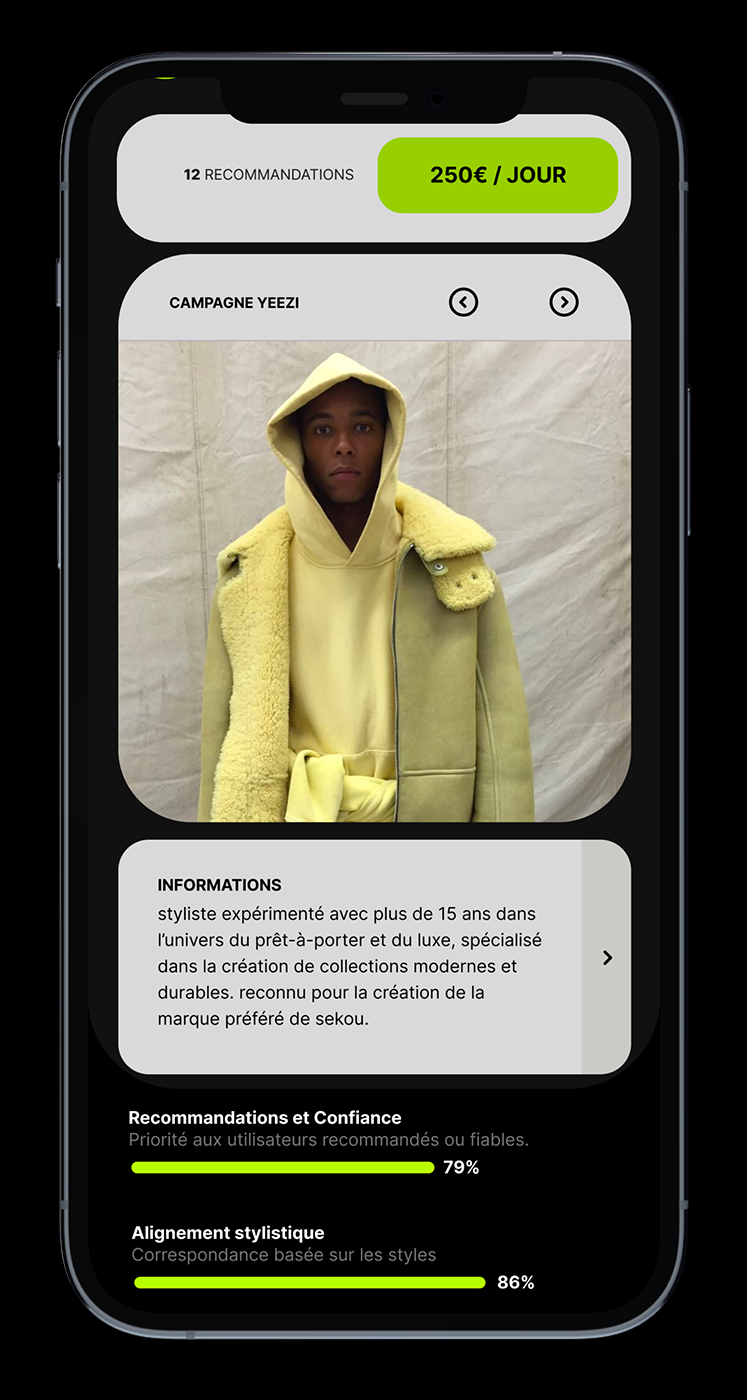 12 RECOMMANDATIONS
250€ / JOUR
CAMPAGNE YEEZI
INFORMATIONS
styliste expérimenté avec plus de 15 ans dans
l’univers du prêt-à-porter et du luxe, spécialisé
dans la création de collections modernes et
durables. reconnu pour la création de la
marque préféré de sekou.
Recommandations et Confiance
Priorité aux utilisateurs recommandés ou fiables.
79%
Alignement stylistique
Correspondance basée sur les styles
86%